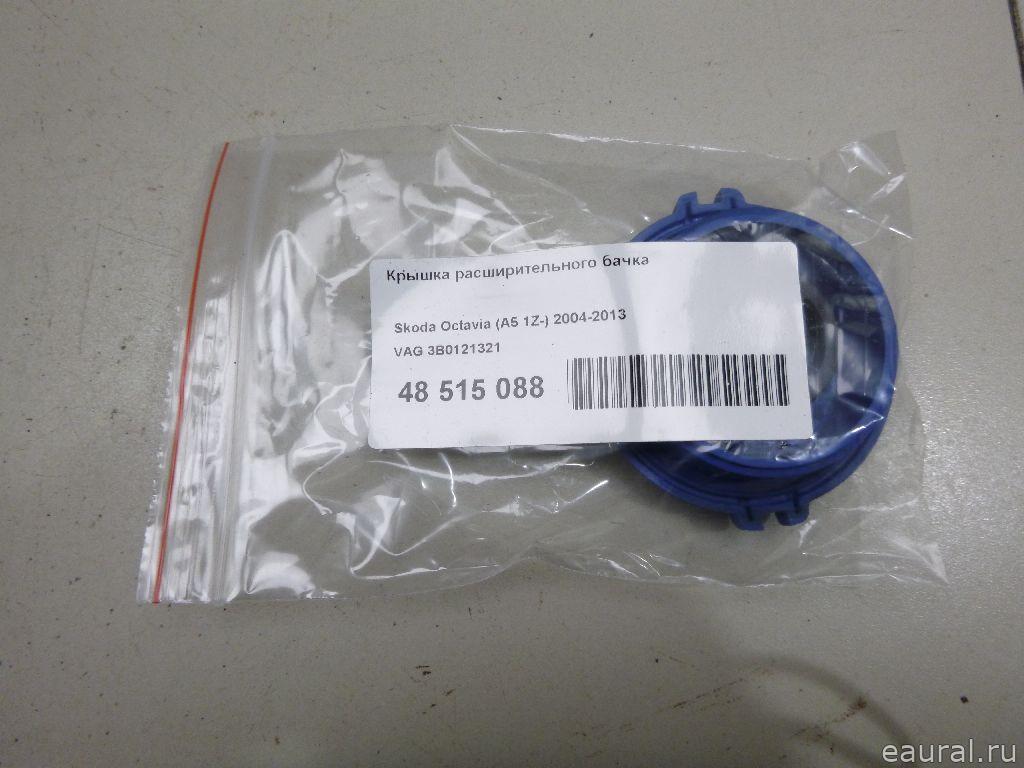 Крышка расширительного бачка
Skoda Octavia (A5 1Z-) 2004-2013
VAG 3B0121321
48 515 088
eaural.ru